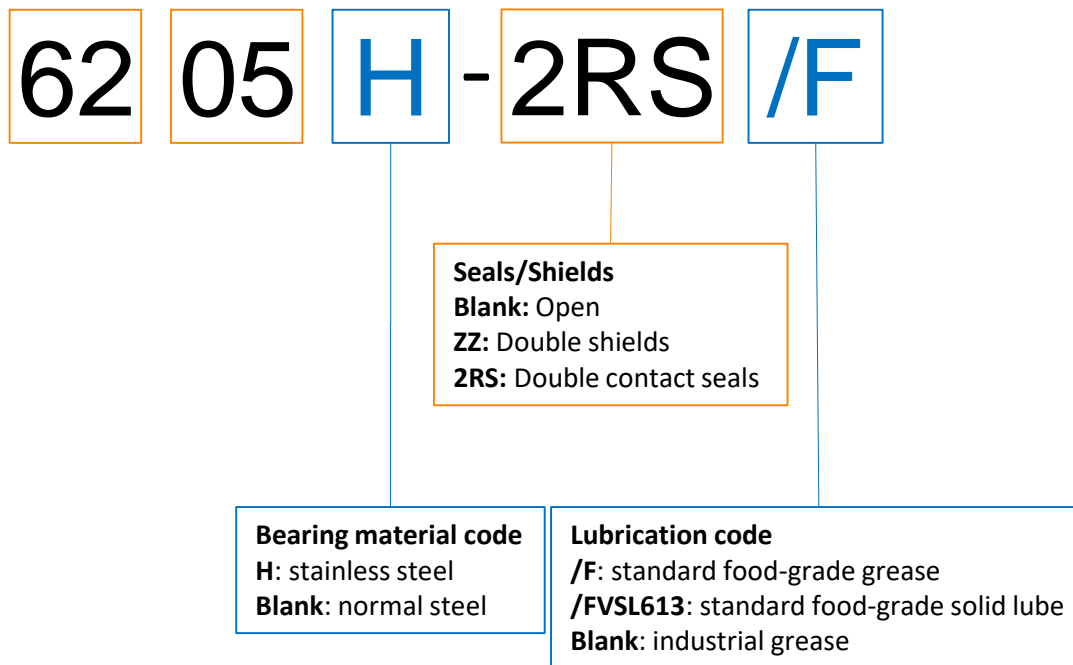 62 05 H - 2RS /F
Seals/Shields
Blank: Open
ZZ: Double shields
2RS: Double contact seals
Bearing material code
H: stainless steel
Blank: normal steel
Lubrication code
/F: standard food-grade grease
/FVSL613: standard food-grade solid lube
Blank: industrial grease